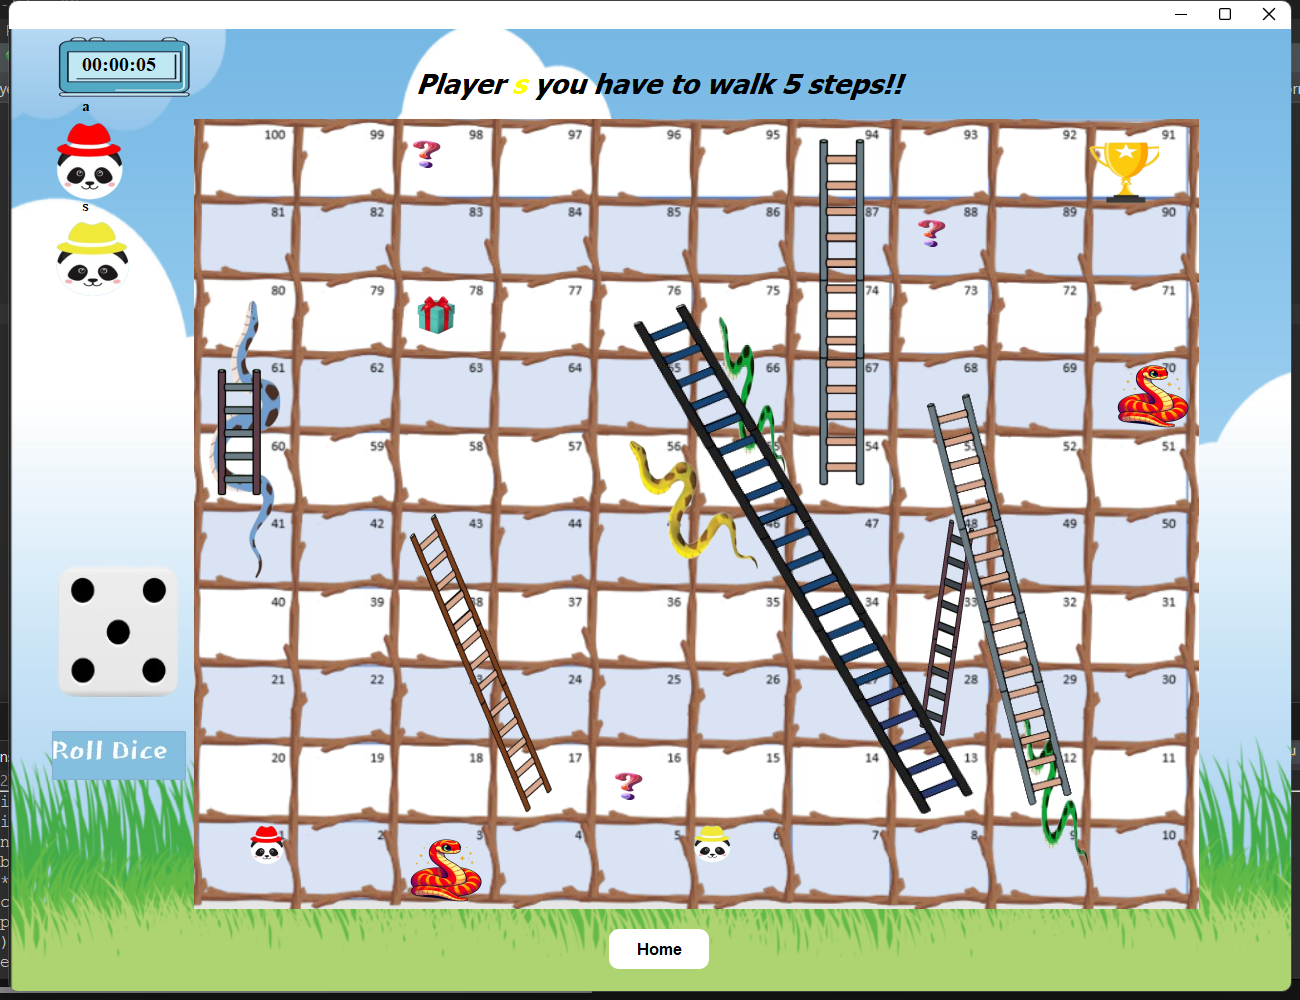 00:00:05
Player s you have to walk 5 steps!!
a
s
100 99 98 97 96 95 94 93 92 91
81 82 83 84 85 86 87 88 89 90
80 79 78 77 76 75 74 73 72 71
61 62 63 64 65 66 67 68 69 70
60 59 58 57 56 55 54 53 52 51
41 42 43 44 46 47 48 49 50
40 39 38 37 36 35 34 33 32 31
21 22 24 25 26 27 28 29 30
20 19 18 17 16 15 14 13 12 11
1 2 3 4 5 6 7 8 9 10
Roll Dice
Home